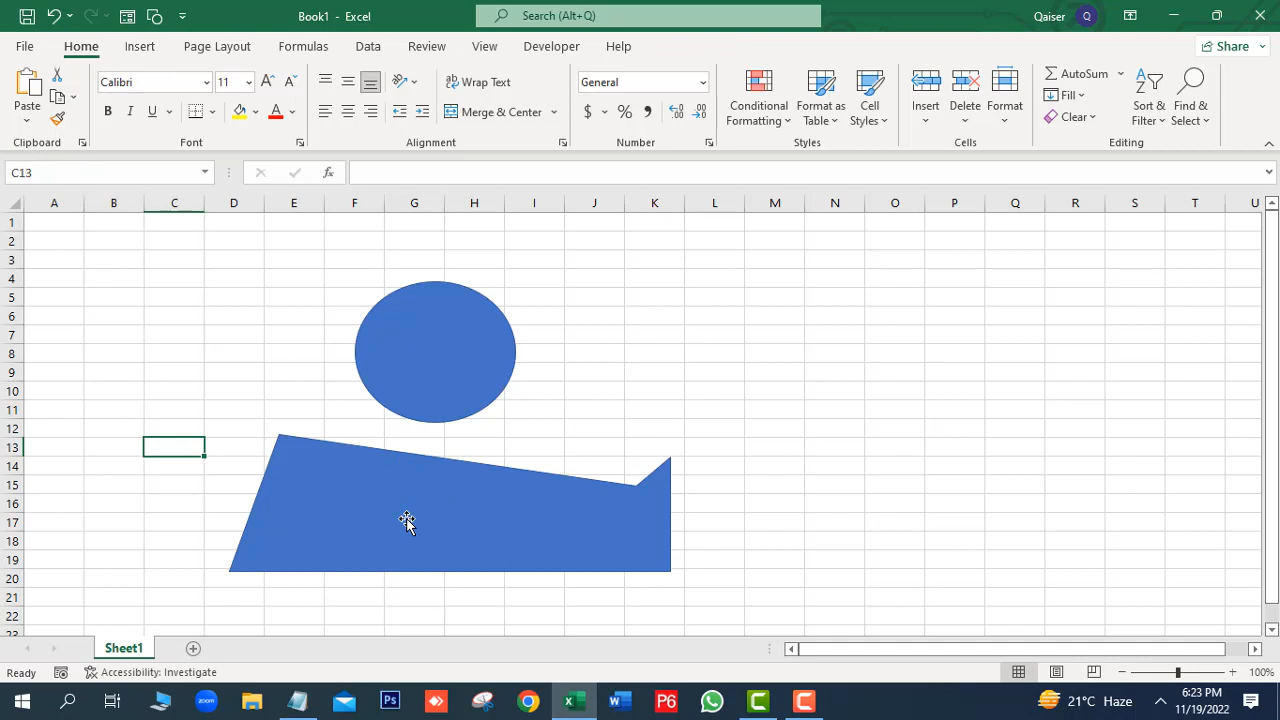 Book1 - Excel
Search (Alt+Q)
Qaiser Q
File Home Insert Page Layout Formulas Data Review View Developer Help
Share
Paste
Calibri 11
Wrap Text
General
Merge & Center
Conditional Formatting
Format as Table
Cell Styles
Insert Delete Format
AutoSum
Fill
Clear
Sort & Filter
Find & Select
Clipboard Font Alignment Number Styles Cells Editing
C13
fx
A B C D E F G H I J K L M N O P Q R S T U
1
2
3
4
5
6
7
8
9
10
11
12
13
14
15
16
17
18
19
20
21
22
23
Sheet1
Ready Accessibility: Investigate 100%
zoom Ps P6 21°C Haze 6:23 PM
11/19/2022